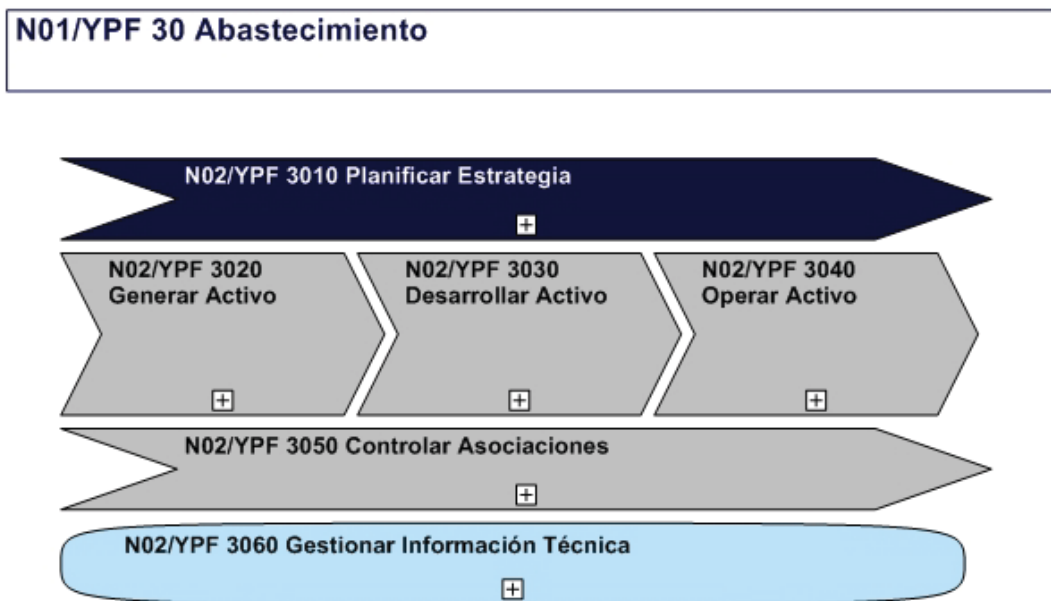 N01/YPF 30 Abastecimiento
N02/YPF 3010 Planificar Estrategia
N02/YPF 3020
Generar Activo
N02/YPF 3030
Desarrollar Activo
N02/YPF 3040
Operar Activo
N02/YPF 3050 Controlar Asociaciones
N02/YPF 3060 Gestionar Información Técnica